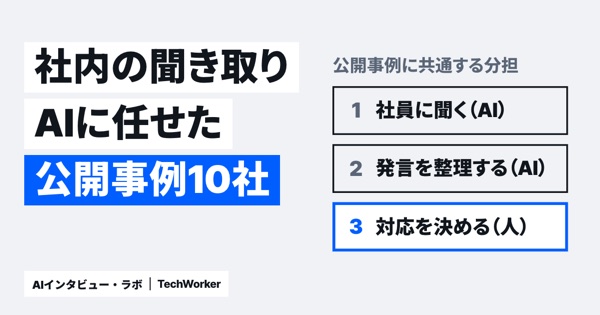 社内の聞き取り
AIに任せた
公開事例10社
公開事例に共通する分担
1 社員に聞く(AI)
2 発言を整理する(AI)
3 対応を決める(人)
AIインタビュー・ラボ | TechWorker